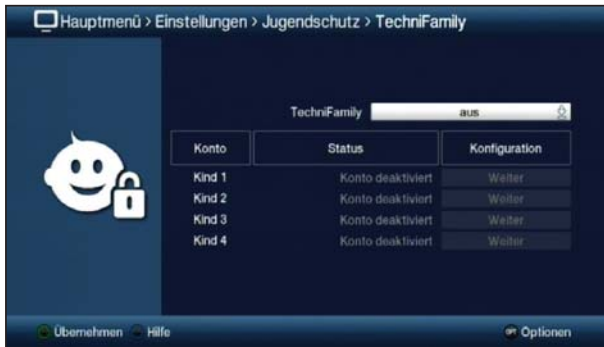 Hauptmenü > Einstellungen > Jugendschutz > TechniFamily
TechniFamily aus
Konto Status Konfiguration
Kind 1 Konto deaktiviert Weiter
Kind 2 Konto deaktiviert Weiter
Kind 3 Konto deaktiviert Weiter
Kind 4 Konto deaktiviert Weiter
Übernehmen Hilfe OPT Optionen